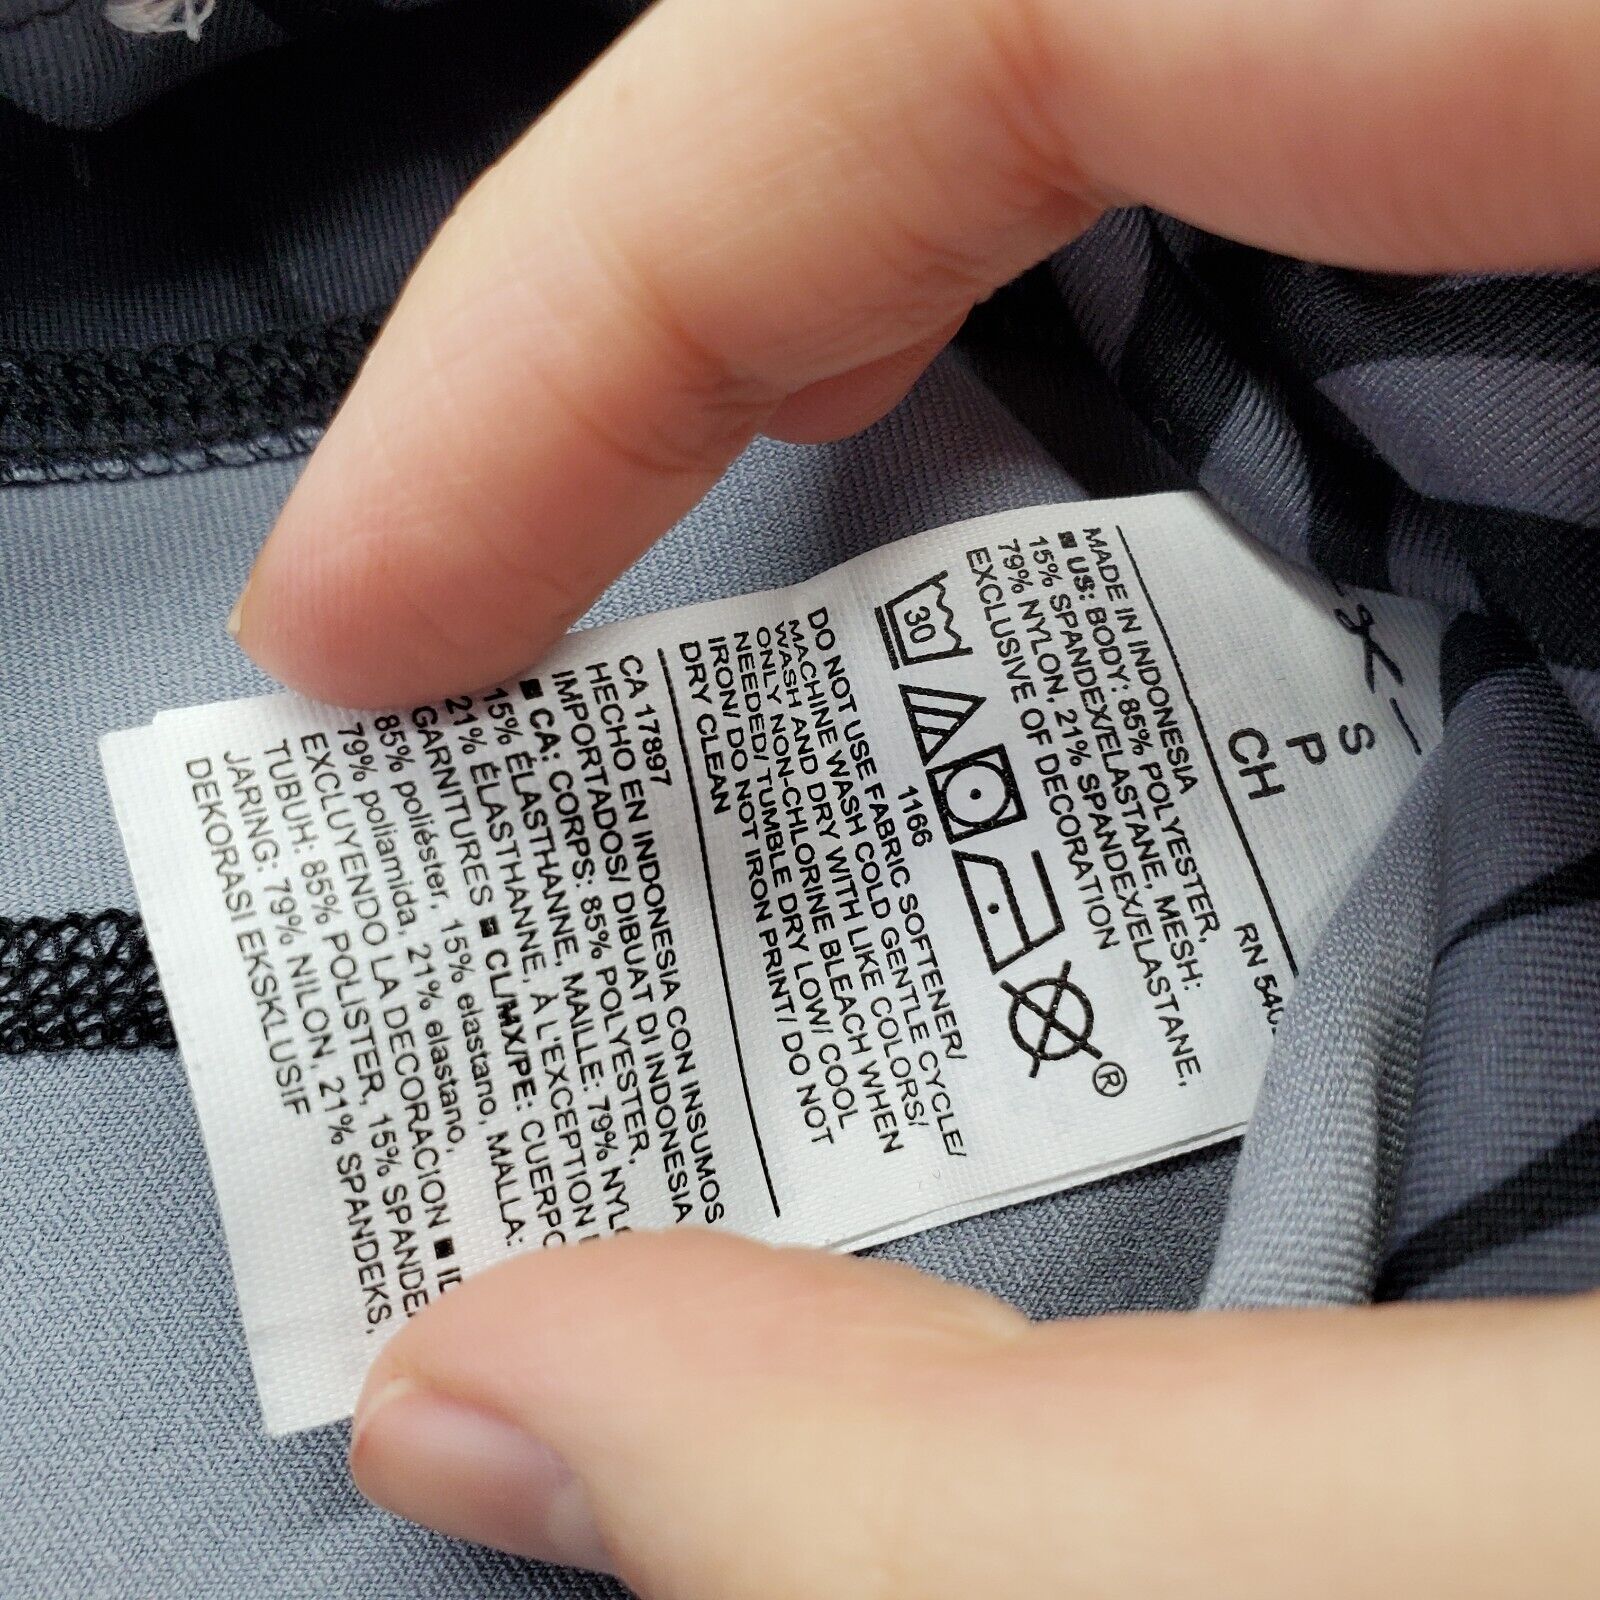 S
P
CH
RN 540
MADE IN INDONESIA
■ US: BODY: 85% POLYESTER,
15% SPANDEX/ELASTANE, MESH:
79% NYLON, 21% SPANDEX/ELASTANE,
EXCLUSIVE OF DECORATION
30
®
1166
DO NOT USE FABRIC SOFTENER/
MACHINE WASH COLD GENTLE CYCLE/
WASH AND DRY WITH LIKE COLORS/
ONLY NON-CHLORINE BLEACH WHEN
NEEDED/ TUMBLE DRY LOW/ COOL
IRON/ DO NOT IRON PRINT/ DO NOT
DRY CLEAN
CA 17897
HECHO EN INDONESIA CON INSUMOS
IMPORTADOS/ DIBUAT DI INDONESIA
■ CA: CORPS: 85% POLYESTER,
15% ÉLASTHANNE, MAILLE: 79% NYL
21% ÉLASTHANNE, À L'EXCEPTION
GARNITURES ■ CL/MX/PE: CUERPO
85% poliéster, 15% elastano, MALLA:
79% poliamida, 21% elastano,
EXCLUYENDO LA DECORACION ■ ID
TUBUH: 85% POLISTER, 15% SPANDE
JARING: 79% NILON, 21% SPANDEKS,
DEKORASI EKSKLUSIF